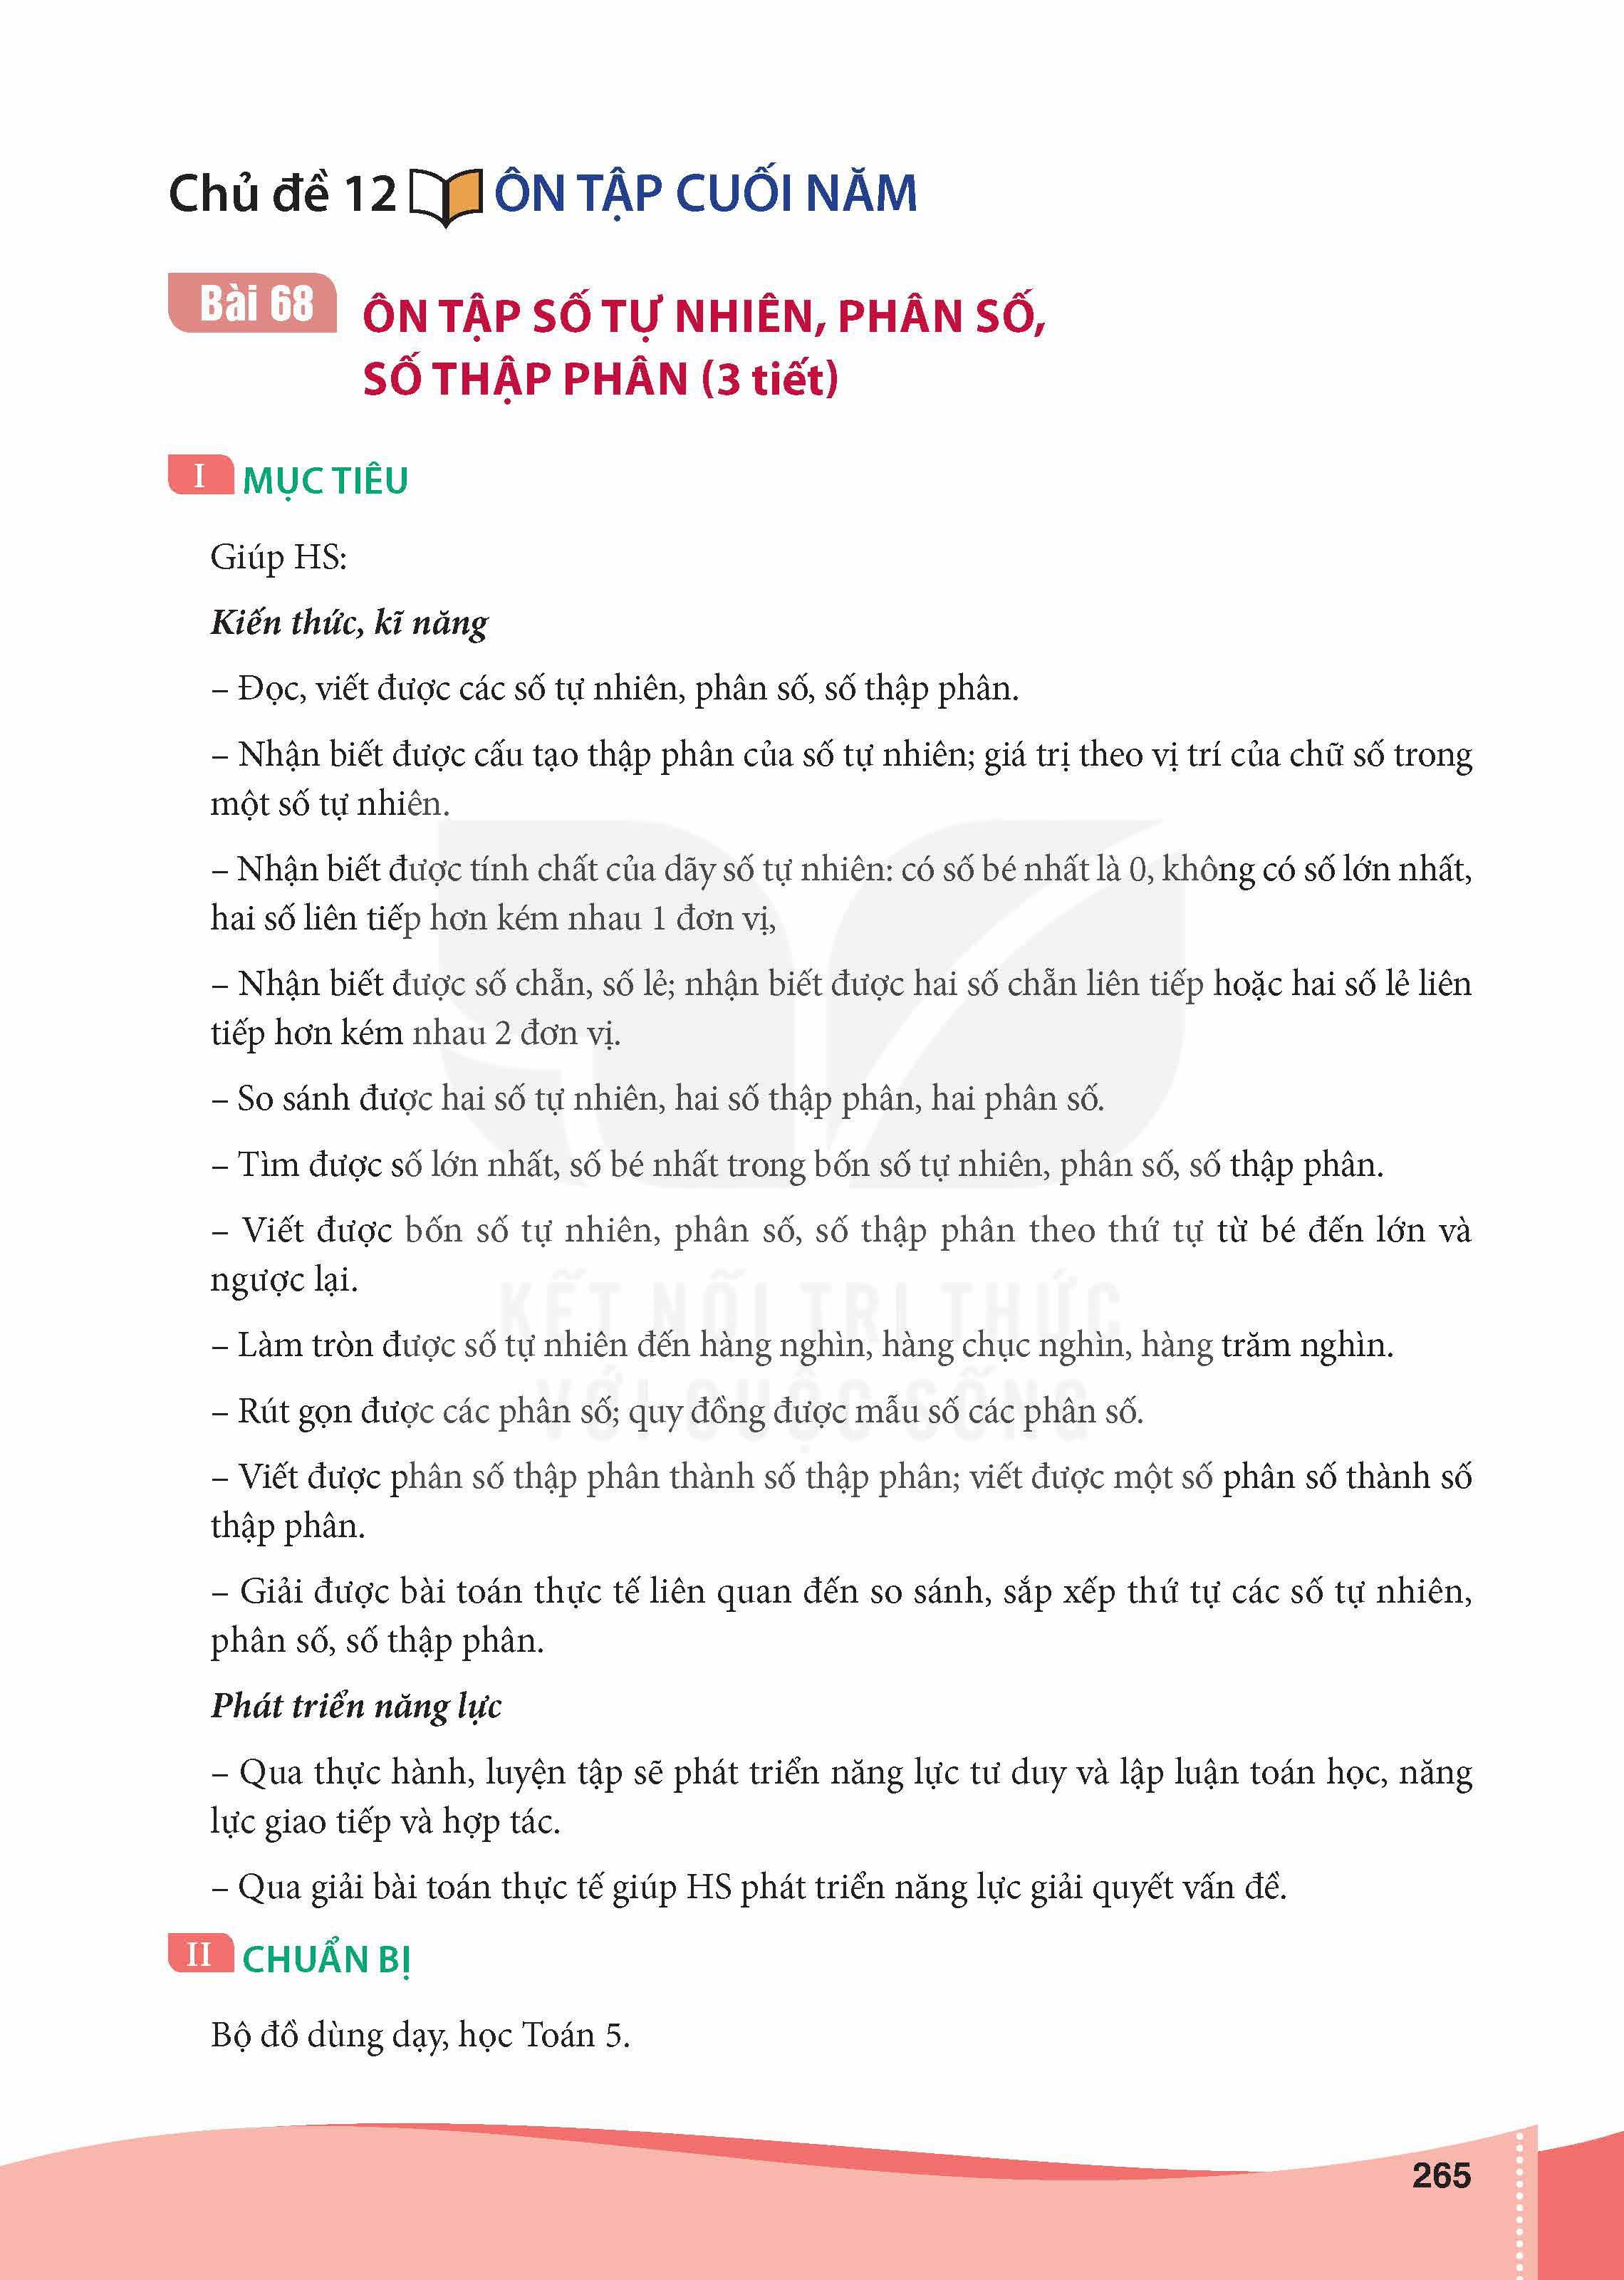 Chủ đề 12 ÔN TẬP CUỐI NĂM
Bài 68 ÔN TẬP SỐ TỰ NHIÊN, PHÂN SỐ,
SỐ THẬP PHÂN (3 tiết)
I MỤC TIÊU
Giúp HS:
Kiến thức, kĩ năng
– Đọc, viết được các số tự nhiên, phân số, số thập phân.
– Nhận biết được cấu tạo thập phân của số tự nhiên; giá trị theo vị trí của chữ số trong
một số tự nhiên.
– Nhận biết được tính chất của dãy số tự nhiên: có số bé nhất là 0, không có số lớn nhất,
hai số liên tiếp hơn kém nhau 1 đơn vị,
– Nhận biết được số chẵn, số lẻ; nhận biết được hai số chẵn liên tiếp hoặc hai số lẻ liên
tiếp hơn kém nhau 2 đơn vị.
– So sánh được hai số tự nhiên, hai số thập phân, hai phân số.
– Tìm được số lớn nhất, số bé nhất trong bốn số tự nhiên, phân số, số thập phân.
– Viết được bốn số tự nhiên, phân số, số thập phân theo thứ tự từ bé đến lớn và
ngược lại.
KẾT NỐI TRI THỨC
– Làm tròn được số tự nhiên đến hàng nghìn, hàng chục nghìn, hàng trăm nghìn.
VỚI CUỘC SỐNG
– Rút gọn được các phân số; quy đồng được mẫu số các phân số.
– Viết được phân số thập phân thành số thập phân; viết được một số phân số thành số
thập phân.
– Giải được bài toán thực tế liên quan đến so sánh, sắp xếp thứ tự các số tự nhiên,
phân số, số thập phân.
Phát triển năng lực
– Qua thực hành, luyện tập sẽ phát triển năng lực tư duy và lập luận toán học, năng
lực giao tiếp và hợp tác.
– Qua giải bài toán thực tế giúp HS phát triển năng lực giải quyết vấn đề.
II CHUẨN BỊ
Bộ đồ dùng dạy, học Toán 5.
265